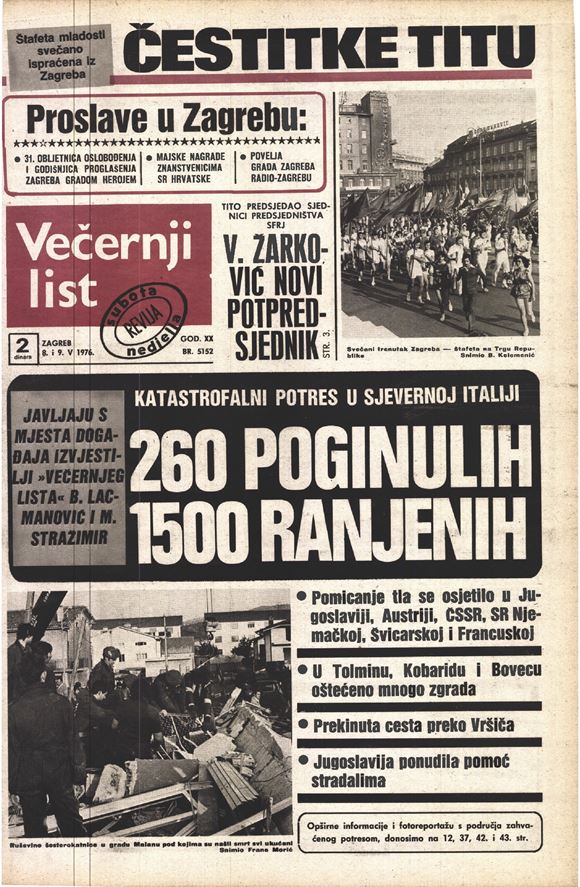 Štafeta mladosti
svečano
ispraćena iz
Zagreba
ČESTITKE TITU
Proslave u Zagrebu:
• 31. OBLJETNICA OSLOBOĐENJA
I GODIŠNJICA PROGLAŠENJA
ZAGREBA GRADOM HEROJEM
• MAJSKE NAGRADE
ZNANSTVENICIMA
SR HRVATSKE
• POVELJA
GRADA ZAGREBA
RADIO-ZAGREBU
Večernji
list
subota
REVIJA
nedjelja
2
dinara
ZAGREB
8. i 9. V 1976.
GOD. XX
BR. 5152
TITO PREDSJEDAO SJED-
NICI PREDSJEDNIŠTVA
SFRJ
V. ŽARKO-
VIĆ NOVI
POTPRED-
SJEDNIK
STR. 3.
Svečani trenutak Zagreba — štafeta na Trgu Repu-
blike
Snimio B. Kelemenić
JAVLJAJU S
MJESTA DOGA-
ĐAJA IZVJESTI-
LJI »VEČERNJEG
LISTA« B. LAC-
MANOVIĆ I M.
STRAŽIMIR
KATASTROFALNI POTRES U SJEVERNOJ ITALIJI
260 POGINULIH
1500 RANJENIH
• Pomicanje tla se osjetilo u Ju-
goslaviji, Austriji, ČSSR, SR Nje-
mačkoj, Švicarskoj i Francuskoj
• U Tolminu, Kobaridu i Bovecu
oštećeno mnogo zgrada
• Prekinuta cesta preko Vršiča
• Jugoslavija ponudila pomoć
stradalima
Ruševine šesterokatnice u gradu Maianu pod kojima su našli smrt svi ukućani
Snimio Frane Morić
Opširne informacije i fotoreportažu s područja zahva-
ćenog potresom, donosimo na 12, 37, 42. i 43. str.